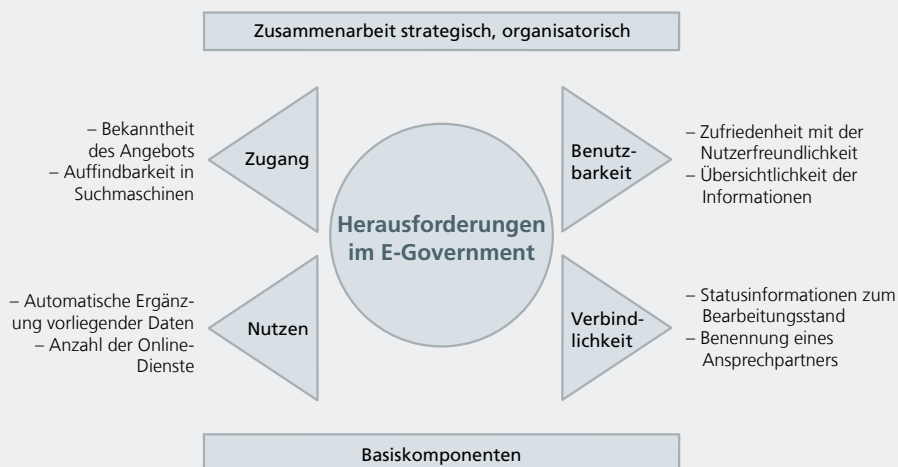 Zusammenarbeit strategisch, organisatorisch
– Bekanntheit
des Angebots
– Auffindbarkeit in
Suchmaschinen
Zugang
Benutz-
barkeit
– Zufriedenheit mit der
Nutzerfreundlichkeit
– Übersichtlichkeit der
Informationen
Herausforderungen
im E-Government
– Automatische Ergänz-
ung vorliegender Daten
– Anzahl der Online-
Dienste
Nutzen
Verbind-
lichkeit
– Statusinformationen zum
Bearbeitungsstand
– Benennung eines
Ansprechpartners
Basiskomponenten